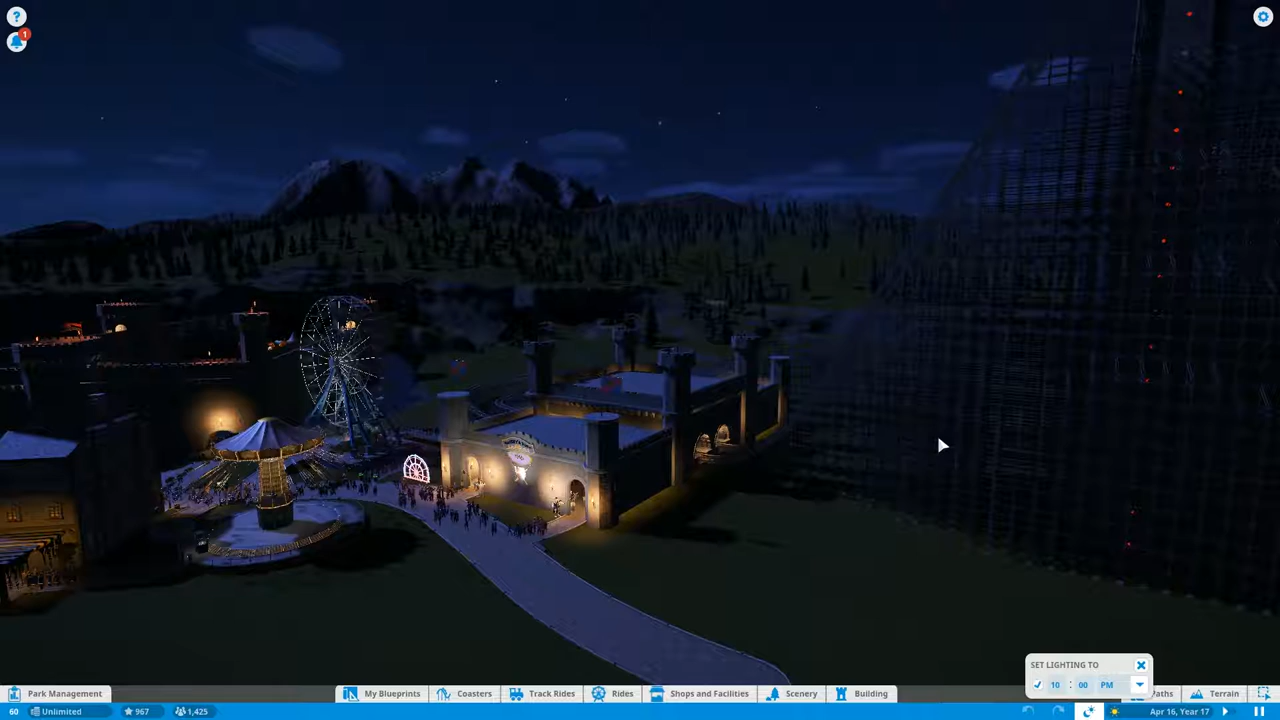 ?
1
SET LIGHTING TO
10 : 00 PM
Park Management
My Blueprints
Coasters
Track Rides
Rides
Shops and Facilities
Scenery
Building
Paths
Terrain
60
Unlimited
967
1,425
Apr 16, Year 17